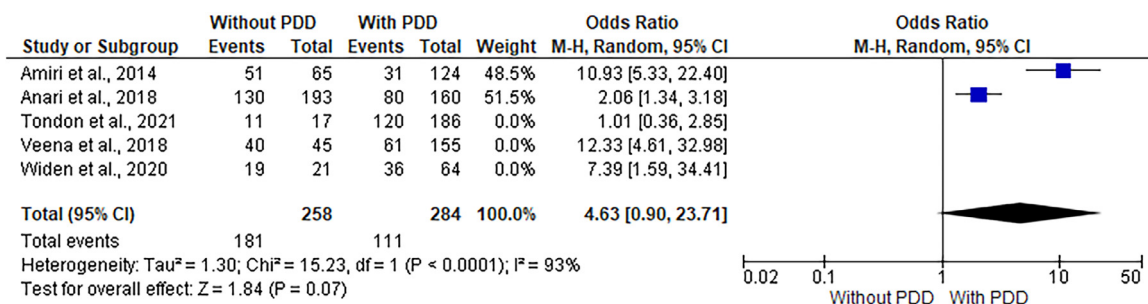 Without PDD With PDD Odds Ratio Odds Ratio
Study or Subgroup Events Total Events Total Weight M-H, Random, 95% CI M-H, Random, 95% CI
Amiri et al., 2014 51 65 31 124 48.5% 10.93 [5.33, 22.40]
Anari et al., 2018 130 193 80 160 51.5% 2.06 [1.34, 3.18]
Tondon et al., 2021 11 17 120 186 0.0% 1.01 [0.36, 2.85]
Veena et al., 2018 40 45 61 155 0.0% 12.33 [4.61, 32.98]
Widen et al., 2020 19 21 36 64 0.0% 7.39 [1.59, 34.41]
Total (95% CI) 258 284 100.0% 4.63 [0.90, 23.71]
Total events 181 111
Heterogeneity: Tau² = 1.30; Chi² = 15.23, df = 1 (P < 0.0001); I² = 93%
Test for overall effect: Z = 1.84 (P = 0.07)
0.02 0.1 1 10 50
Without PDD With PDD